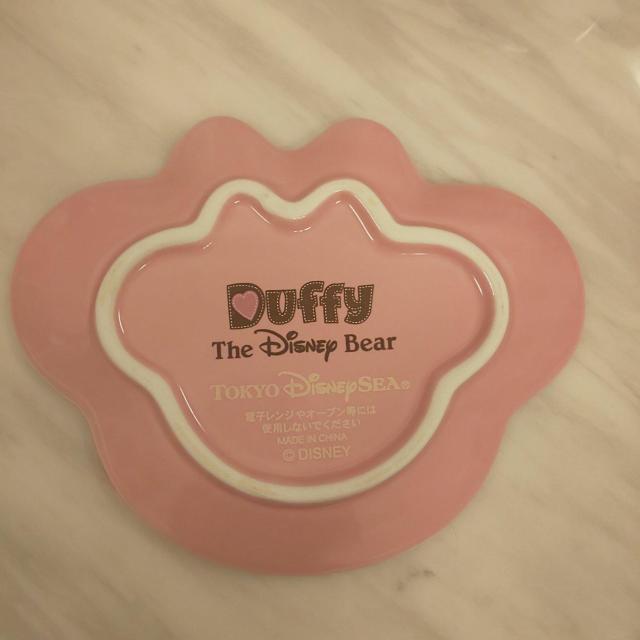 Duffy
The Disney Bear
TOKYO DISNEYSEA®
電子レンジやオーブン等には
使用しないでください
MADE IN CHINA
© DISNEY